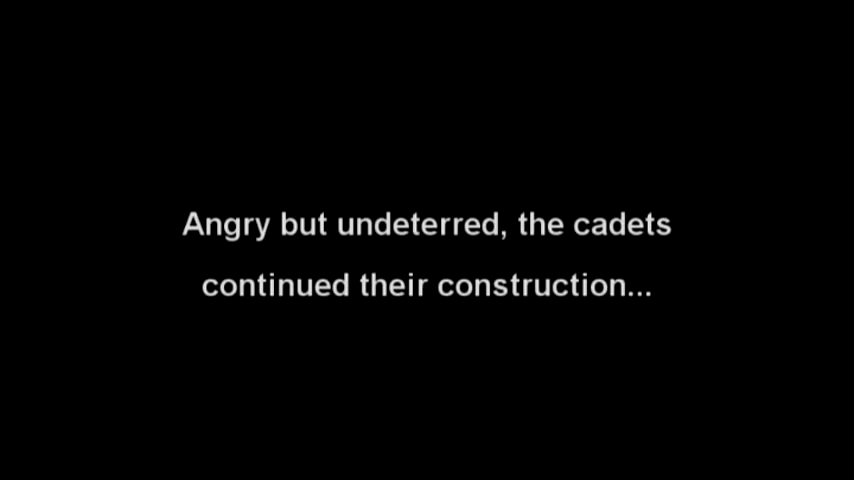 Angry but undeterred, the cadets
continued their construction...